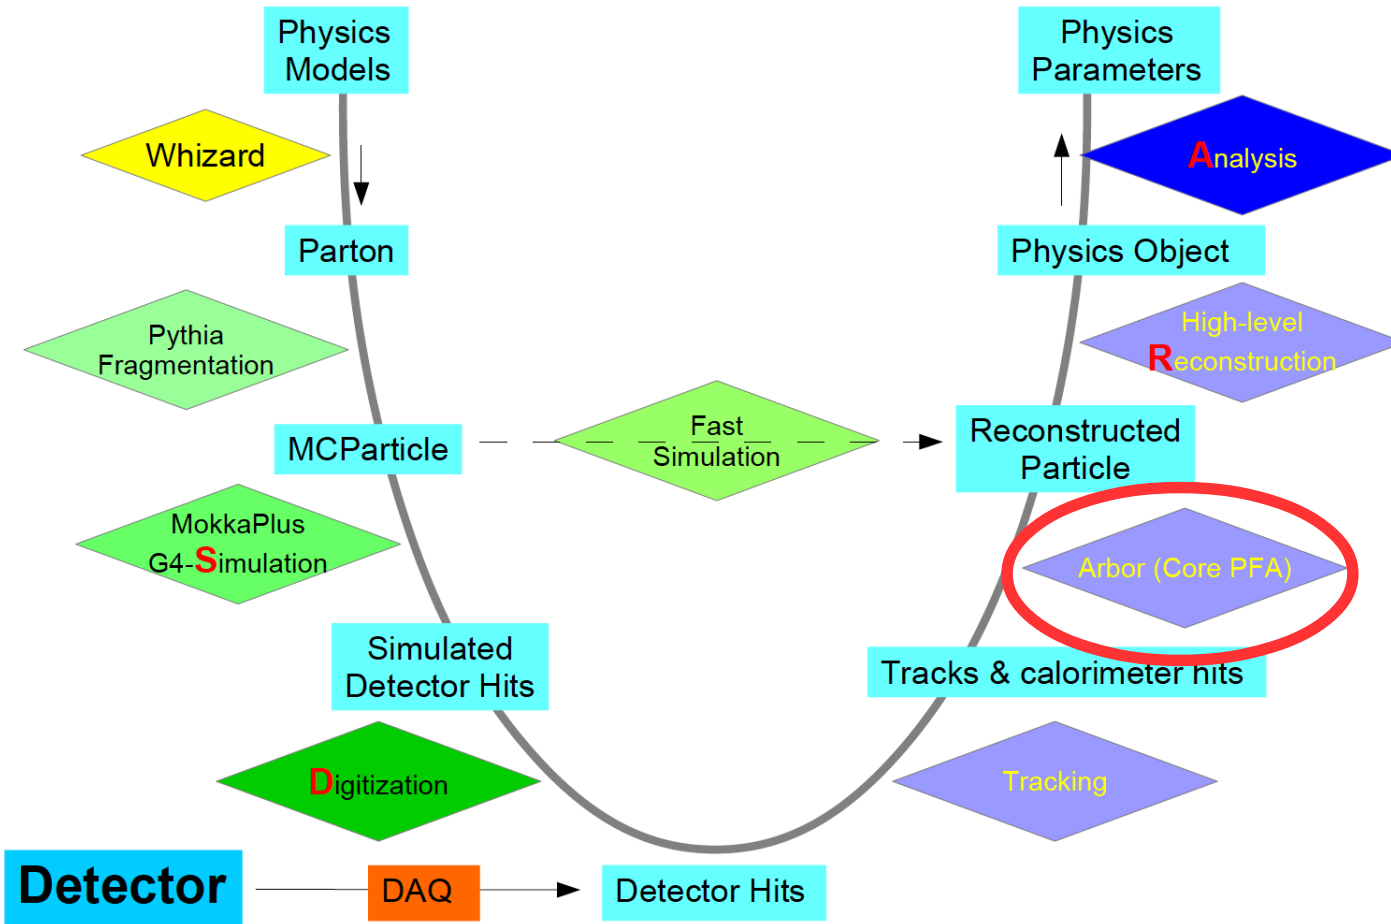 Physics
Models
Physics
Parameters
Whizard
Analysis
Parton
Physics Object
Pythia
Fragmentation
High-level
Reconstruction
MCParticle
Fast
Simulation
Reconstructed
Particle
MokkaPlus
G4-Simulation
Arbor (Core PFA)
Simulated
Detector Hits
Tracks & calorimeter hits
Digitization
Tracking
Detector
DAQ
Detector Hits